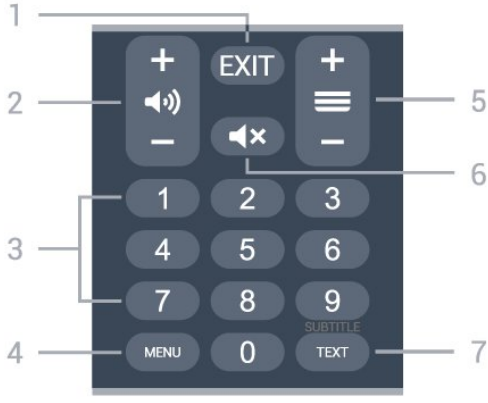 1
+ EXIT +
2
5
- -
6
1 2 3
3
4 5 6
7 8 9
SUBTITLE
4 MENU 0 TEXT 7